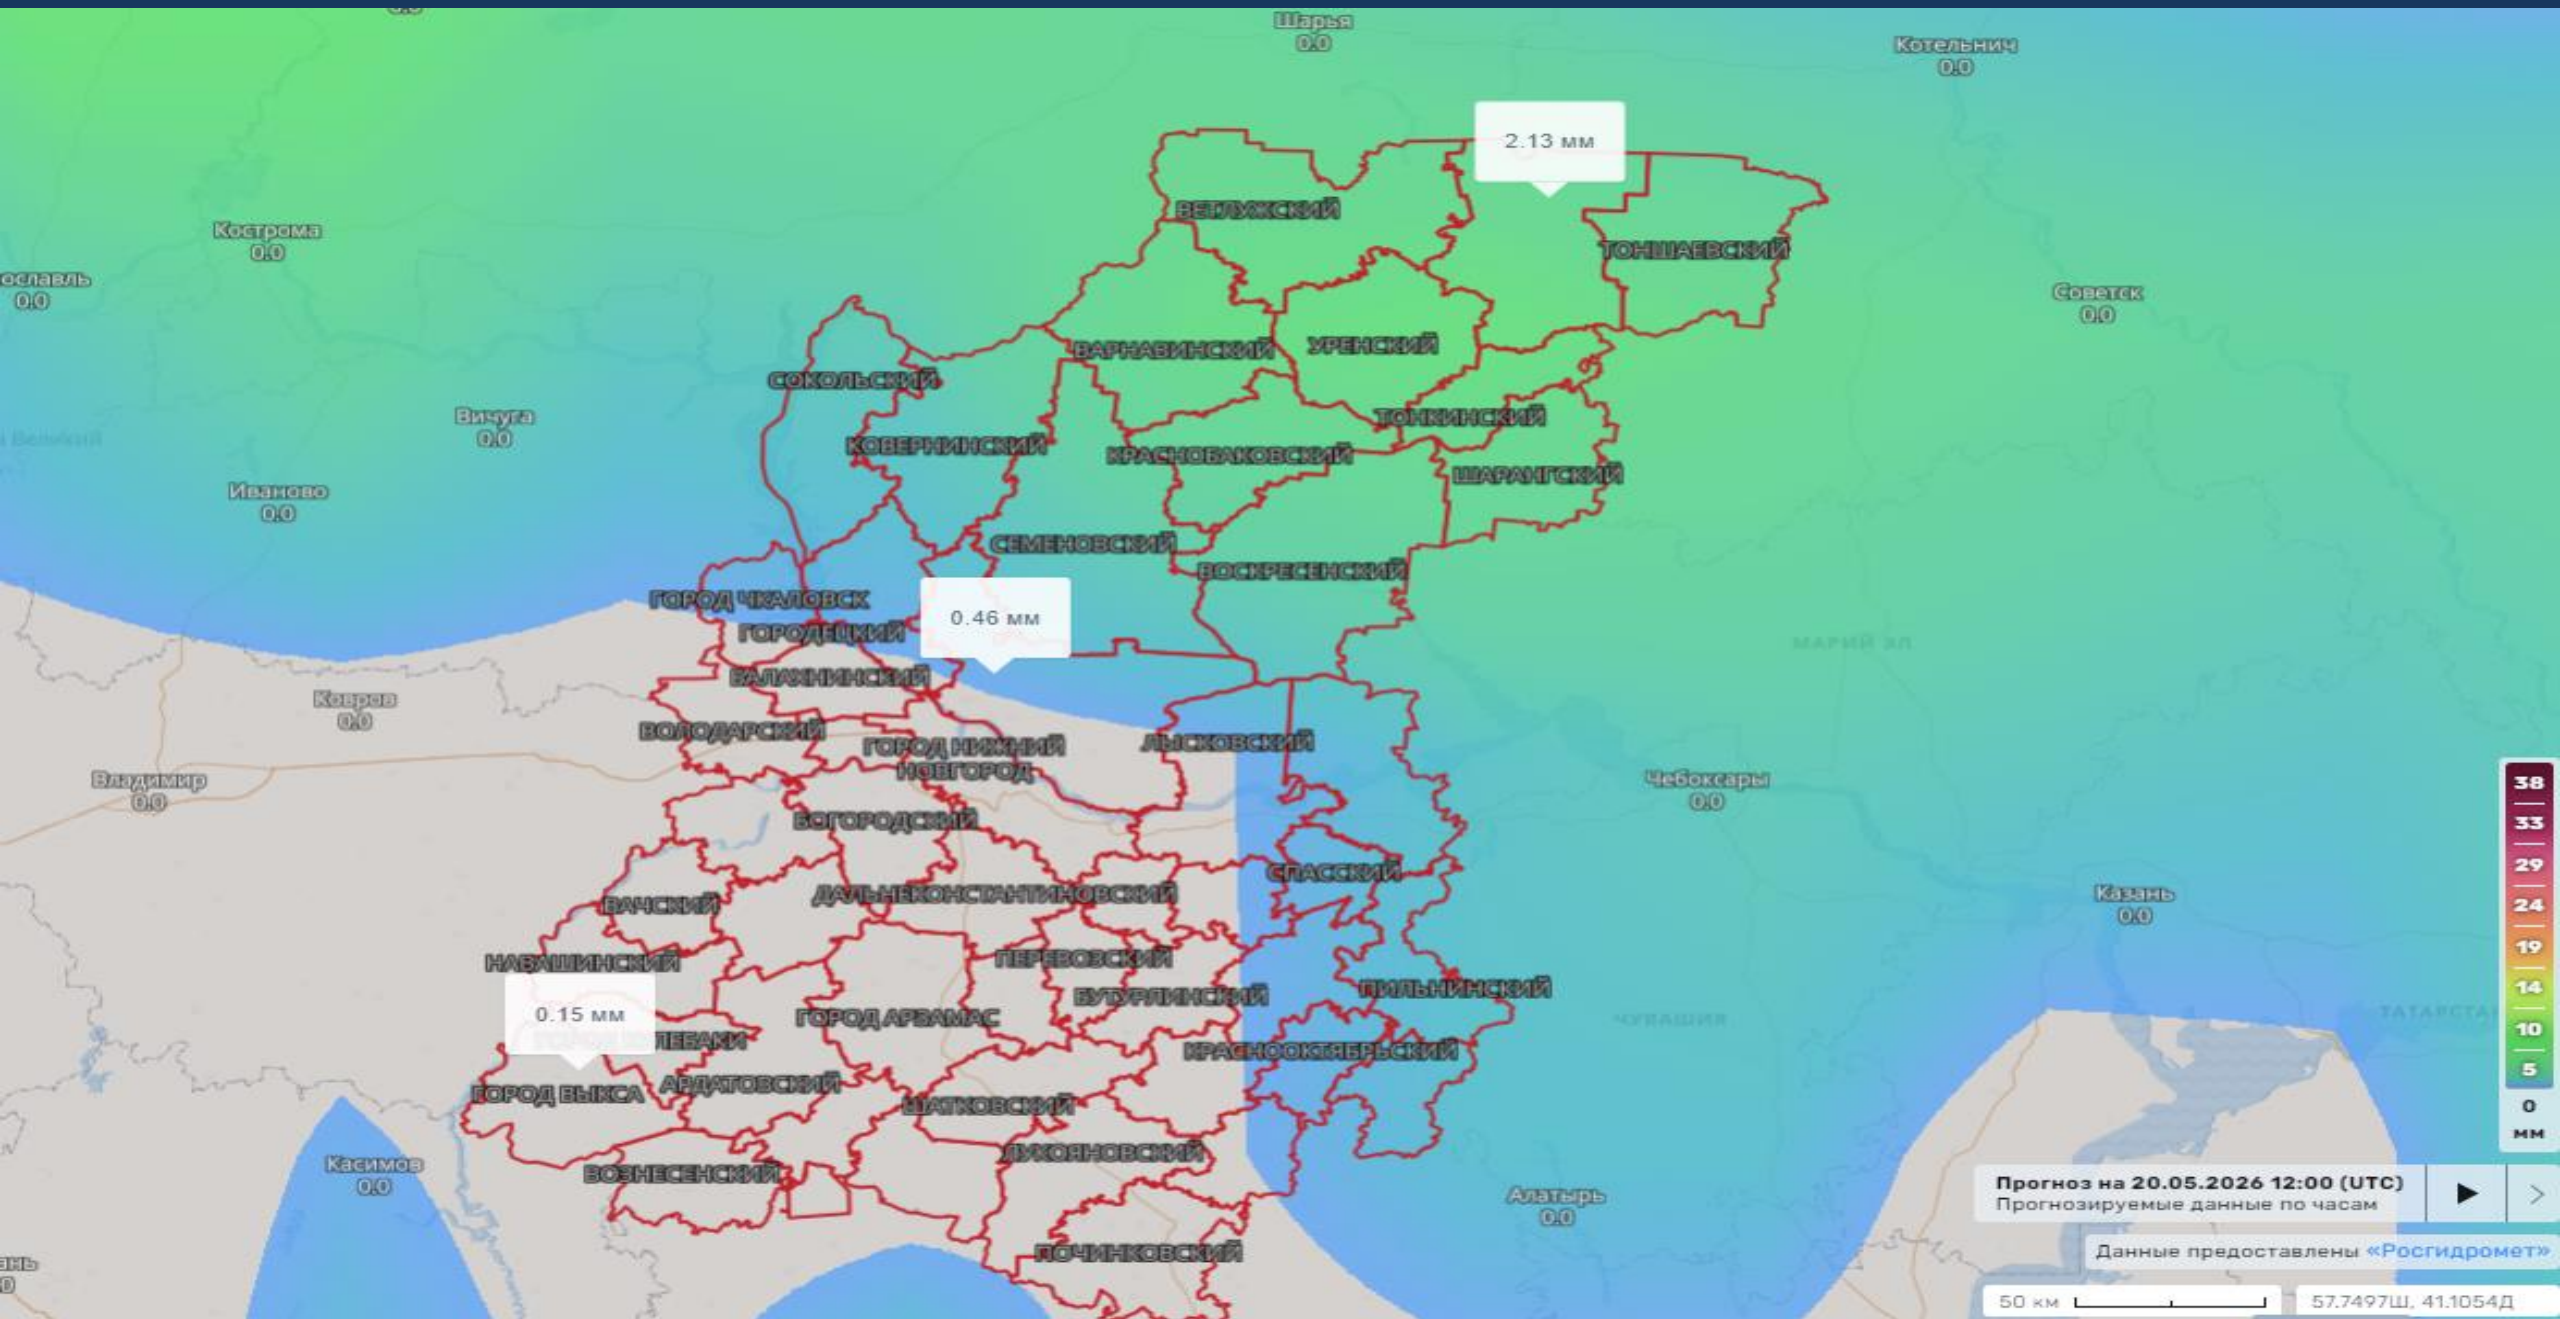 Шарья
0.0
Котельнич
0.0
2.13 мм
ВЕТЛУЖСКИЙ
Кострома
0.0
ТОНШАЕВСКИЙ
ославль
0.0
Советск
0.0
ВАРНАВИНСКИЙ
УРЕНСКИЙ
СОКОЛЬСКИЙ
Вичуга
0.0
ТОНКИНСКИЙ
КОВЕРНИНСКИЙ
КРАСНОБАКОВСКИЙ
ШАРАНГСКИЙ
Иваново
0.0
СЕМЕНОВСКИЙ
ВОСКРЕСЕНСКИЙ
ГОРОД ЧКАЛОВСК
0.46 мм
ГОРОДЕЦКИЙ
МАРИЙ ЭЛ
БАЛАХНИНСКИЙ
Ковров
0.0
ВОЛОДАРСКИЙ
ГОРОД НИЖНИЙ
НОВГОРОД
ЛЫСКОВСКИЙ
Владимир
0.0
Чебоксары
0.0
БОГОРОДСКИЙ
СПАССКИЙ
ДАЛЬНЕКОНСТАНТИНОВСКИЙ
ВАЧСКИЙ
Казань
0.0
НАВАШИНСКИЙ
ПЕРЕВОЗСКИЙ
БУТУРЛИНСКИЙ
ПИЛЬНИНСКИЙ
0.15 мм
ГОРОД АРЗАМАС
ЧУВАШИЯ
ТАТАРСТА
ЛЕБАКИ
КРАСНООКТЯБРЬСКИЙ
ГОРОД ВЫКСА
АРДАТОВСКИЙ
ШАТКОВСКИЙ
ЛУКОЯНОВСКИЙ
Касимов
0.0
ВОЗНЕСЕНСКИЙ
Алатырь
0.0
ПОЧИНКОВСКИЙ
ань
0
38
33
29
24
19
14
10
5
0
мм
Прогноз на 20.05.2026 12:00 (UTC)
Прогнозируемые данные по часам
Данные предоставлены «Росгидромет»
50 км
57.7497Ш, 41.1054Д